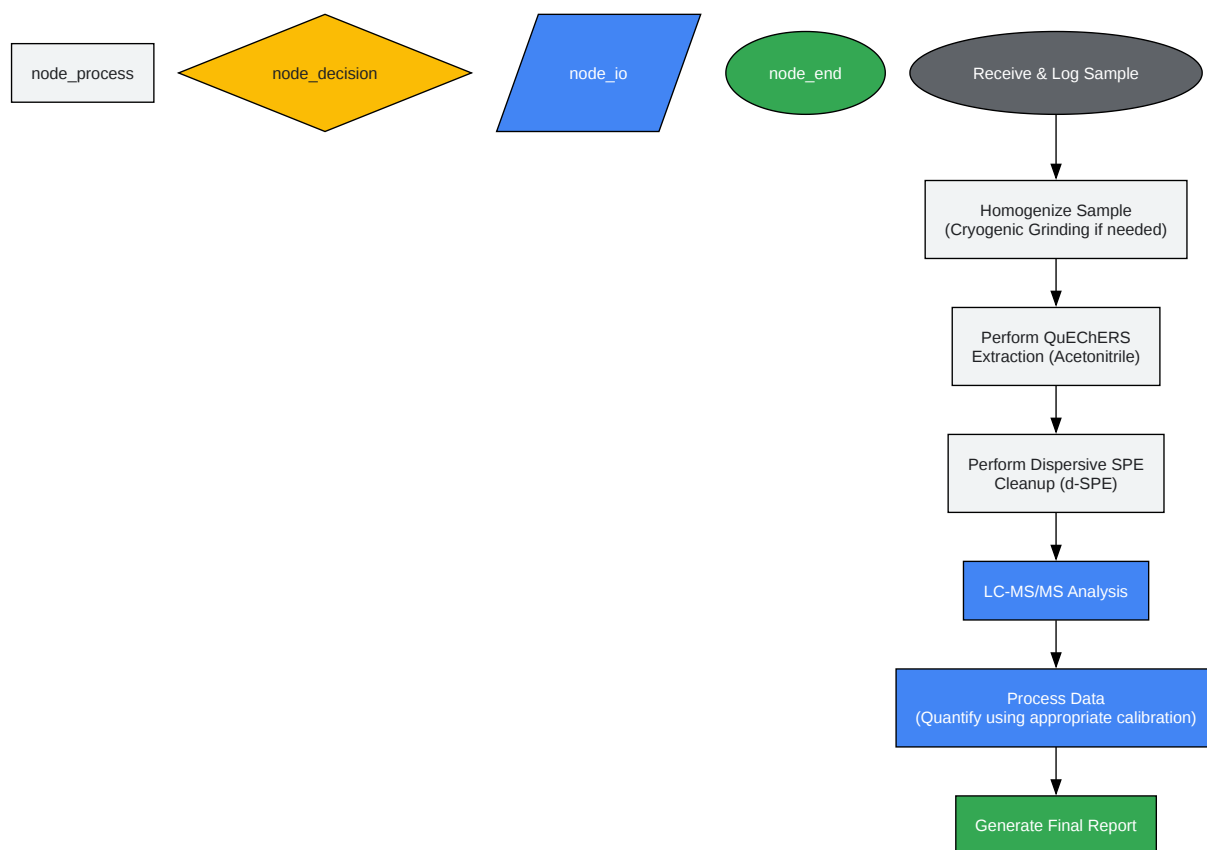 node_process
node_decision
node_io
node_end
Receive & Log Sample
Homogenize Sample
(Cryogenic Grinding if needed)
Perform QuEChERS
Extraction (Acetonitrile)
Perform Dispersive SPE
Cleanup (d-SPE)
LC-MS/MS Analysis
Process Data
(Quantify using appropriate calibration)
Generate Final Report